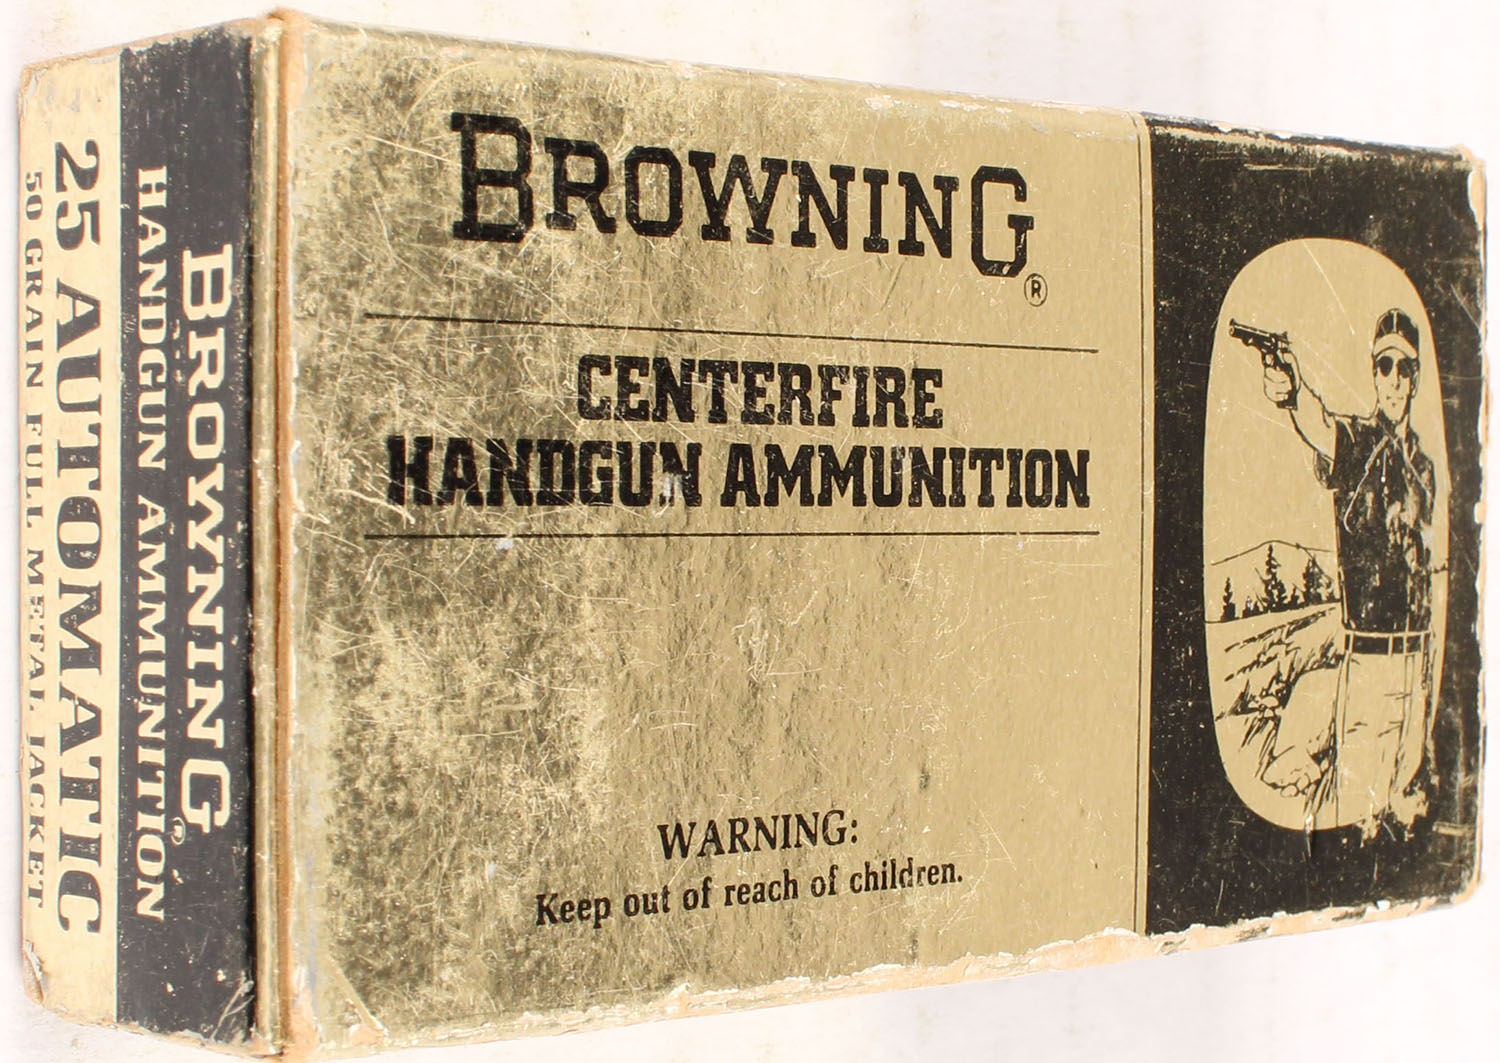 BROWNING®
CENTERFIRE
HANDGUN AMMUNITION
WARNING:
Keep out of reach of children.
BROWNING®
HANDGUN AMMUNITION
25 AUTOMATIC
50 GRAIN FULL METAL JACKET